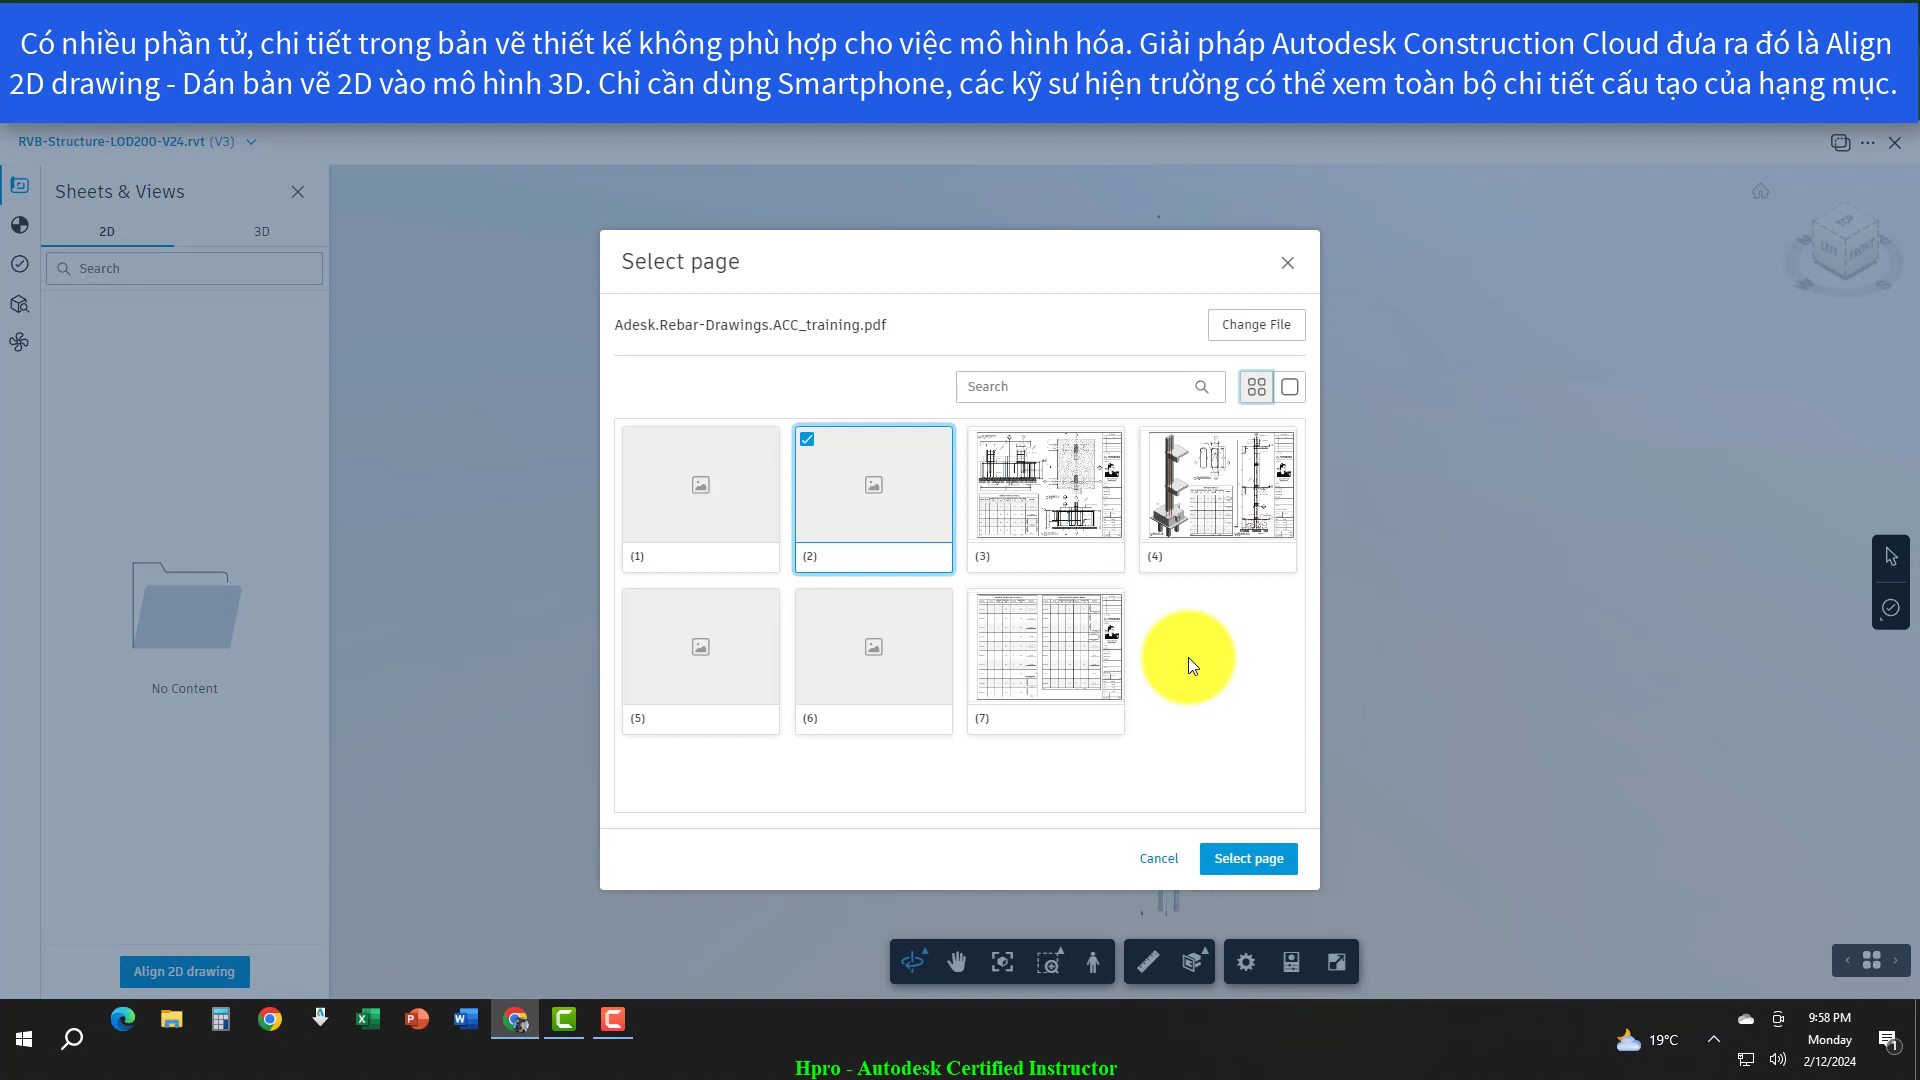 Có nhiều phần tử, chi tiết trong bản vẽ thiết kế không phù hợp cho việc mô hình hóa. Giải pháp Autodesk Construction Cloud đưa ra đó là Align
2D drawing - Dán bản vẽ 2D vào mô hình 3D. Chỉ cần dùng Smartphone, các kỹ sư hiện trường có thể xem toàn bộ chi tiết cấu tạo của hạng mục.
RVB-Structure-LOD200-V24.rvt (V3)
Sheets & Views
2D 3D
Search
No Content
Align 2D drawing
Select page
Adesk.Rebar-Drawings.ACC_training.pdf
Change File
Search
(1) (2) (3) (4)
(5) (6) (7)
Cancel Select page
LEFT FRONT
19°C
9:58 PM
Monday
2/12/2024
1
Hpro - Autodesk Certified Instructor